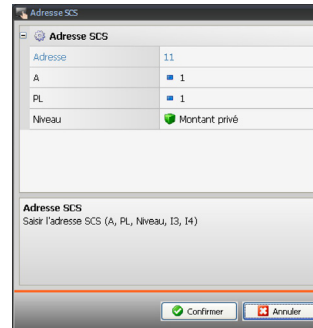 Adresse SCS
Adresse SCS
Adresse 11
A 1
PL 1
Niveau Montant privé
Adresse SCS
Saisir l'adresse SCS (A, PL, Niveau, I3, I4)
Confirmer Annuler